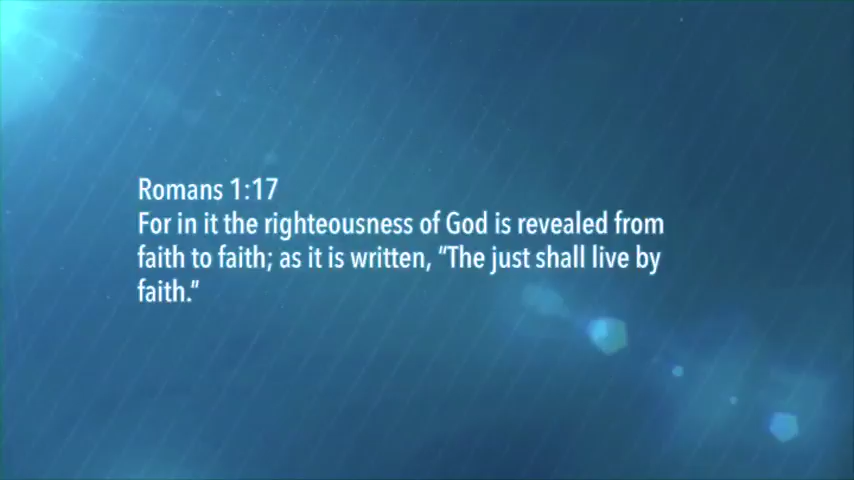 Romans 1:17
For in it the righteousness of God is revealed from
faith to faith; as it is written, “The just shall live by
faith.”